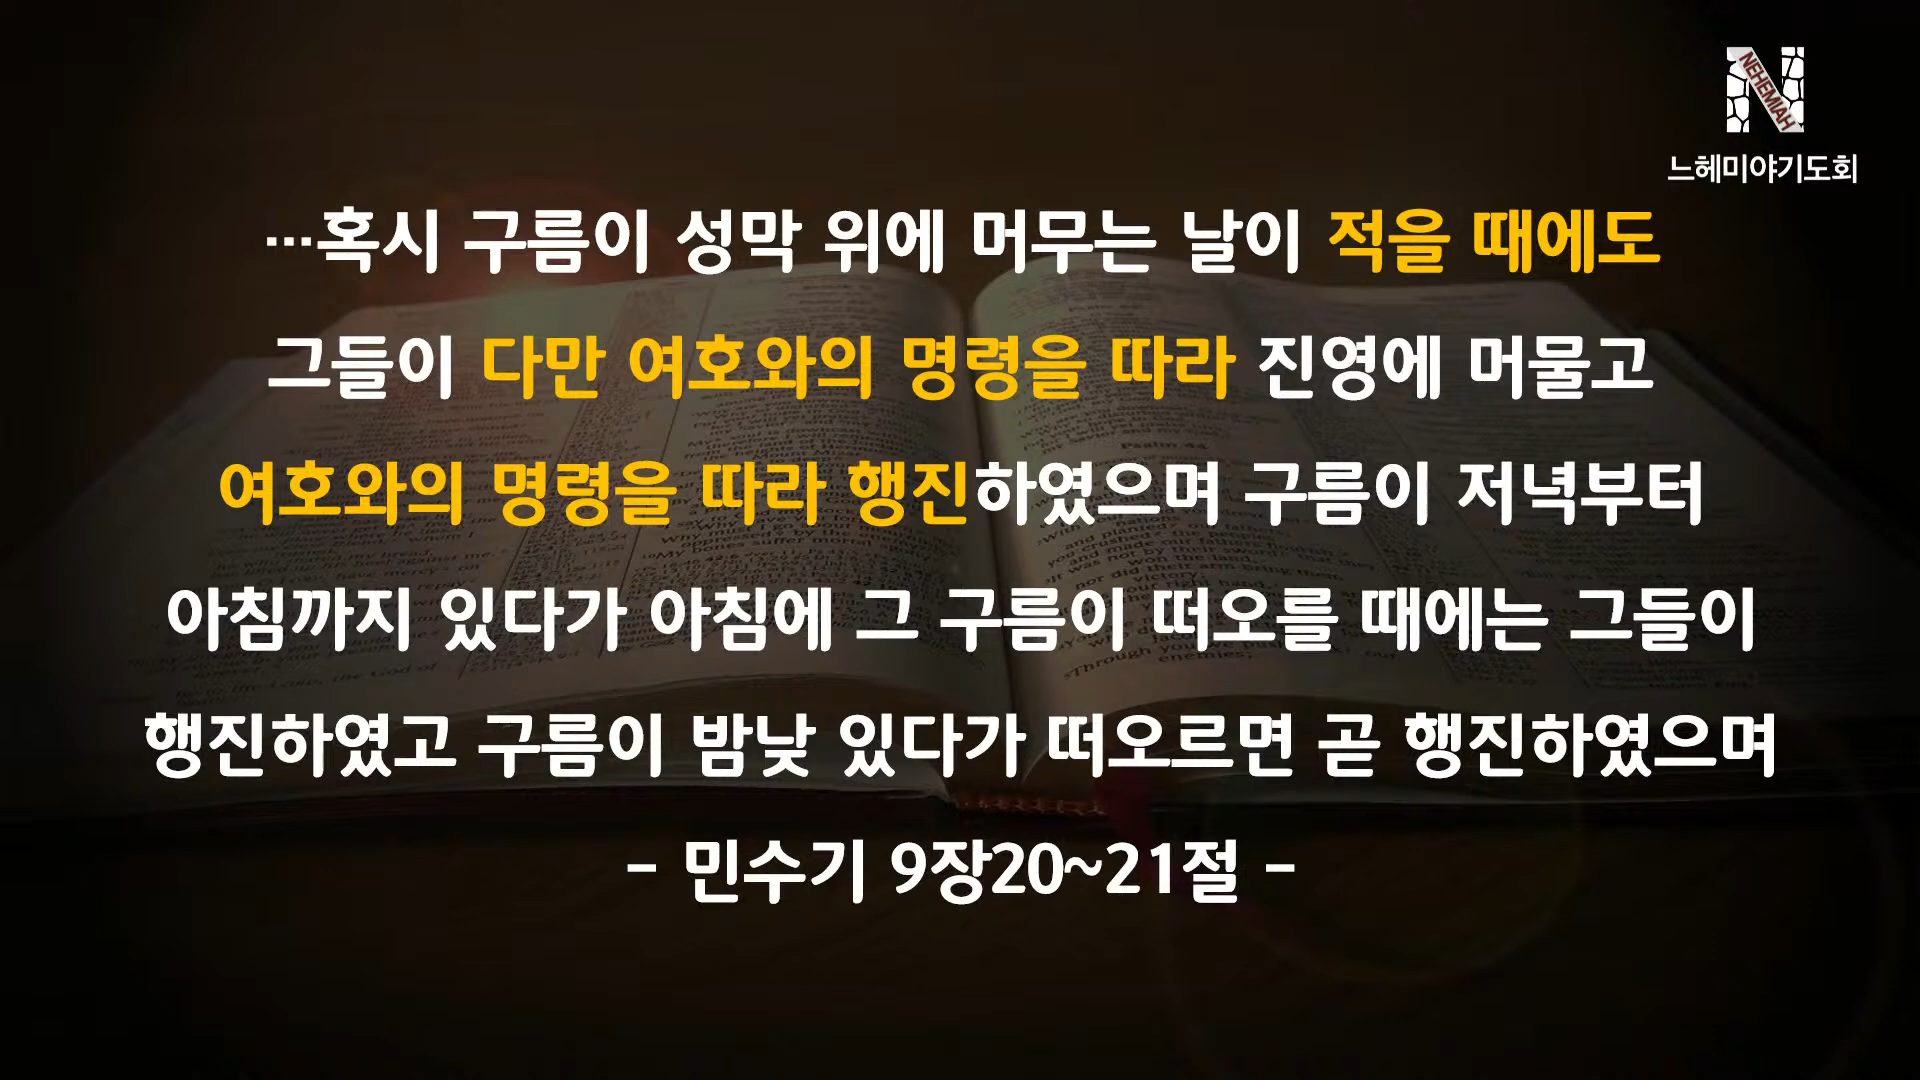 NEHEMIAH
느헤미야기도회
…혹시 구름이 성막 위에 머무는 날이 적을 때에도
그들이 다만 여호와의 명령을 따라 진영에 머물고
여호와의 명령을 따라 행진하였으며 구름이 저녁부터
아침까지 있다가 아침에 그 구름이 떠오를 때에는 그들이
행진하였고 구름이 밤낮 있다가 떠오르면 곧 행진하였으며
- 민수기 9장20~21절 -